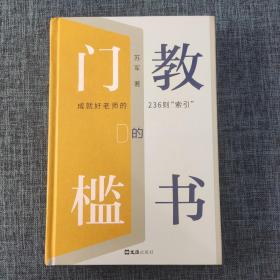 教书
的
门槛
苏军 著
成就好老师的
236则“索引”
文汇出版社